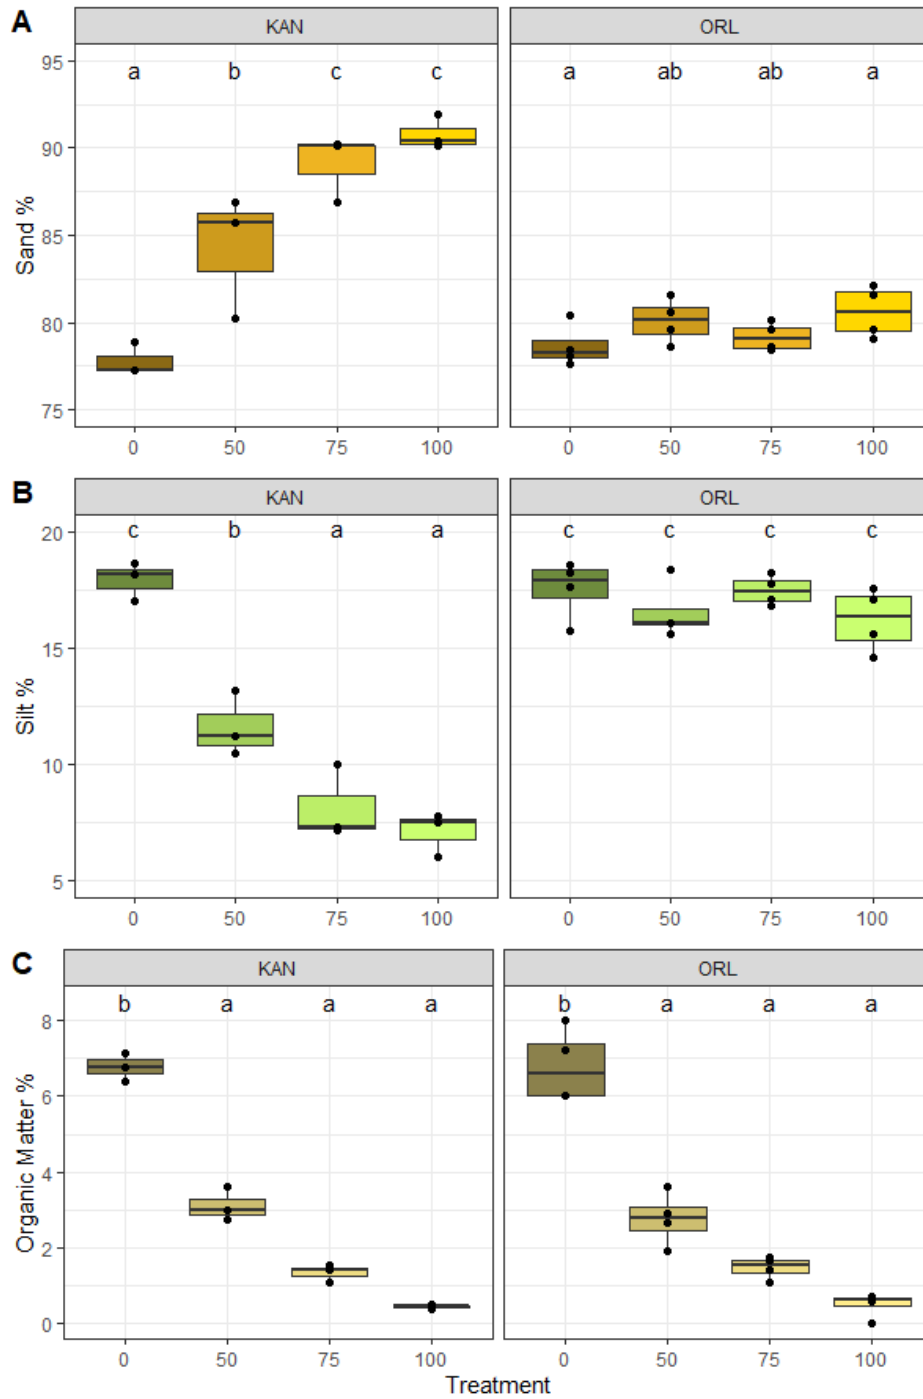 A
KAN ORL
a b c c a ab ab a
95
90
85
80
75
Sand %
0 50 75 100 0 50 75 100
B
KAN ORL
c b a a c c c c
20
15
10
5
Silt %
0 50 75 100 0 50 75 100
C
KAN ORL
b a a a b a a a
8
6
4
2
0
Organic Matter %
0 50 75 100 0 50 75 100
Treatment